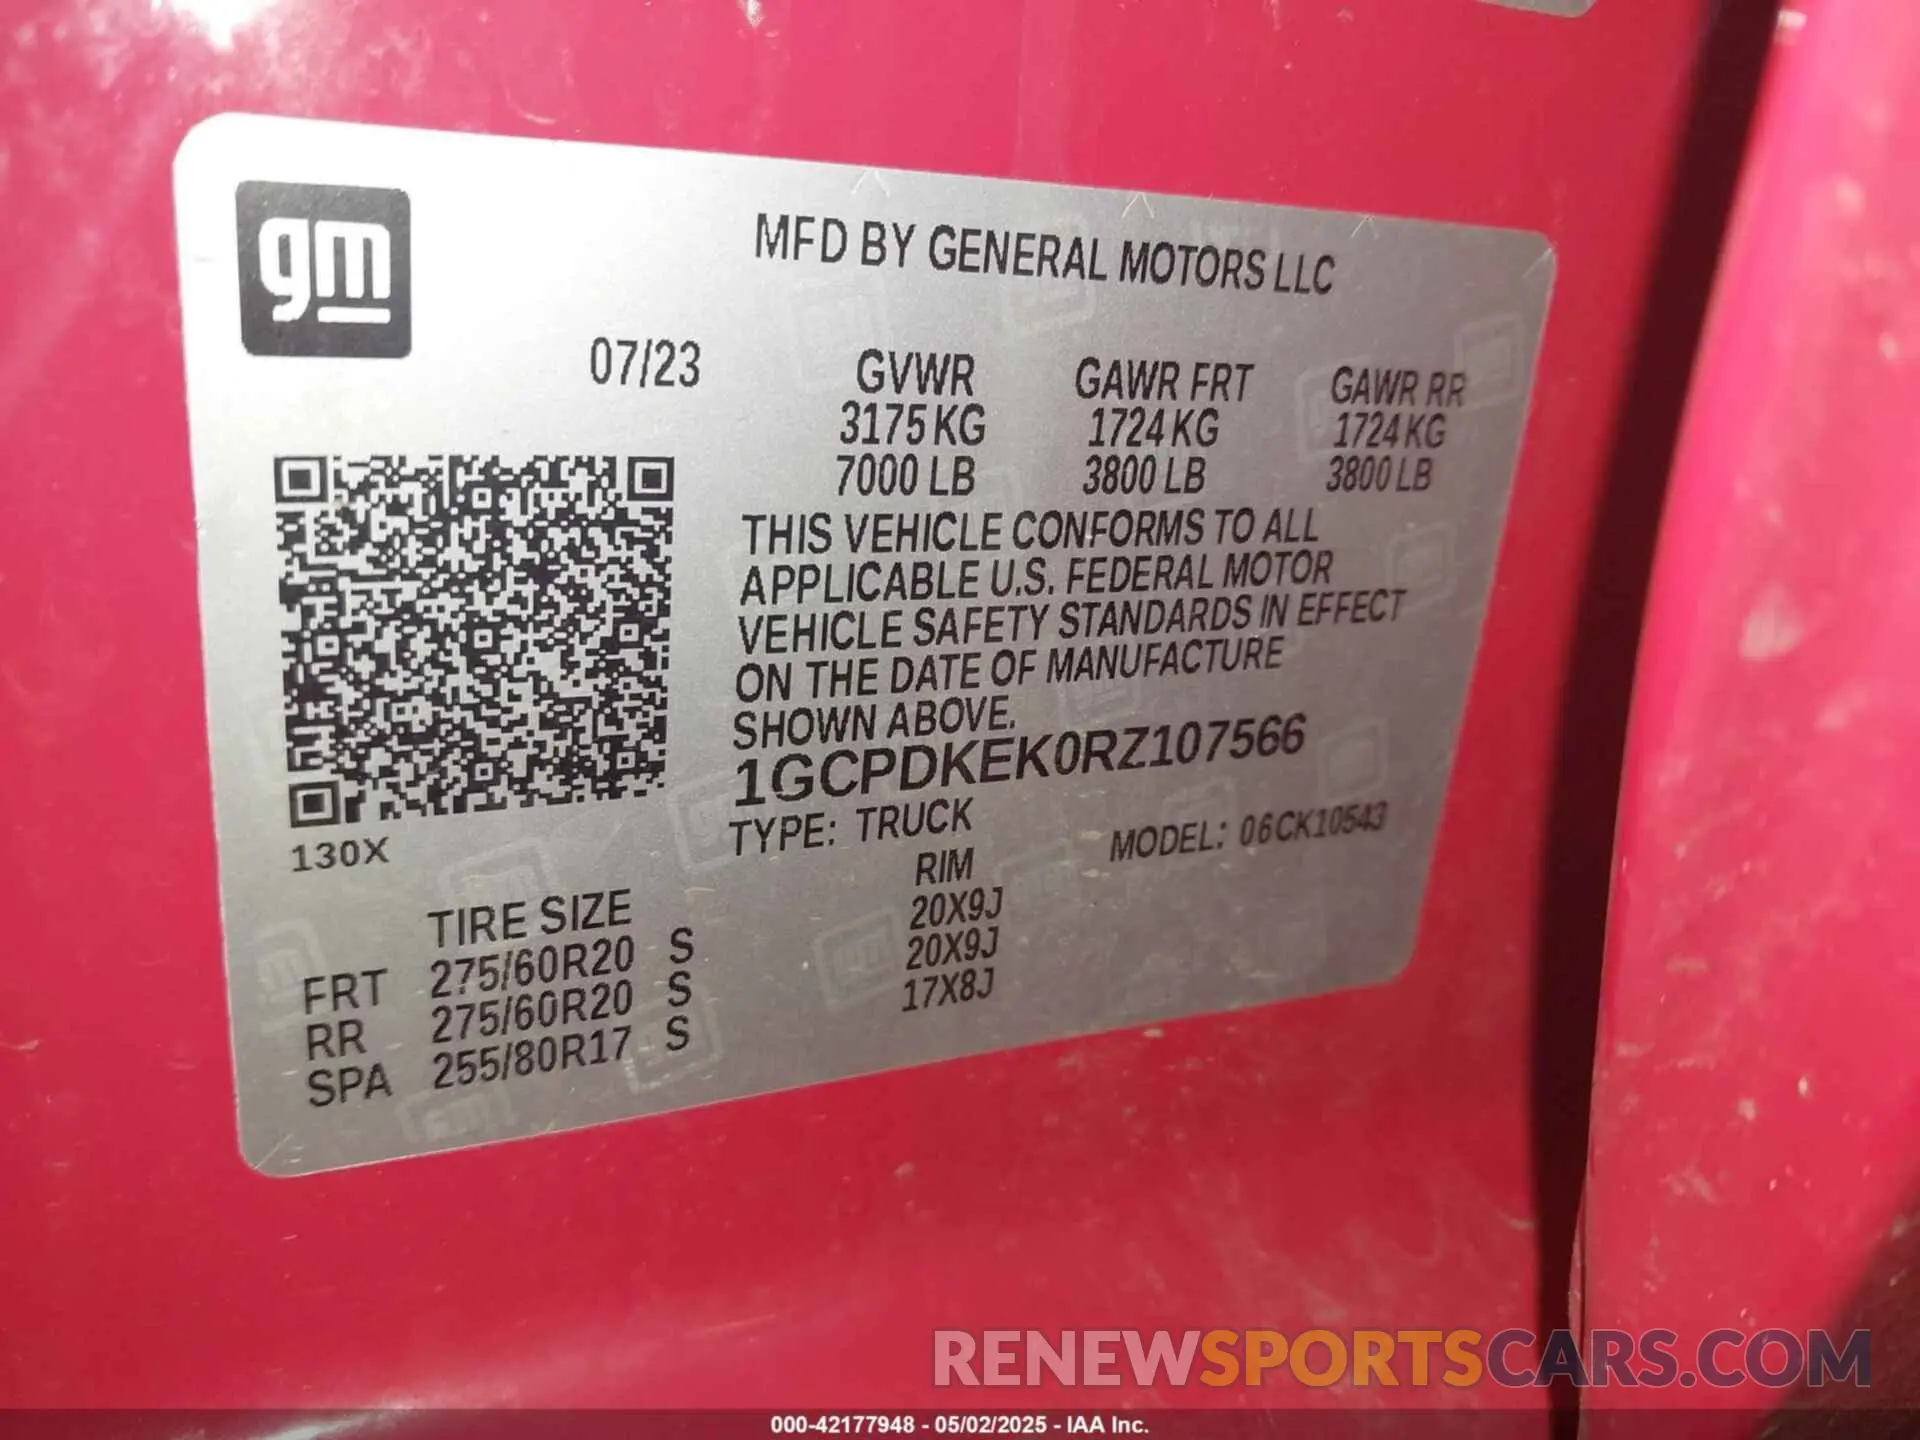 gm
MFD BY GENERAL MOTORS LLC
07/23
GVWR GAWR FRT GAWR RR
3175 KG 1724 KG 1724 KG
7000 LB 3800 LB 3800 LB
THIS VEHICLE CONFORMS TO ALL
APPLICABLE U.S. FEDERAL MOTOR
VEHICLE SAFETY STANDARDS IN EFFECT
ON THE DATE OF MANUFACTURE
SHOWN ABOVE.
1GCPDKEK0RZ107566
TYPE: TRUCK MODEL: 06CK10543
130X
TIRE SIZE RIM
FRT 275/60R20 S 20X9J
RR 275/60R20 S 20X9J
SPA 255/80R17 S 17X8J
RENEWSPORTSCARS.COM
000-42177948 - 05/02/2025 - IAA Inc.